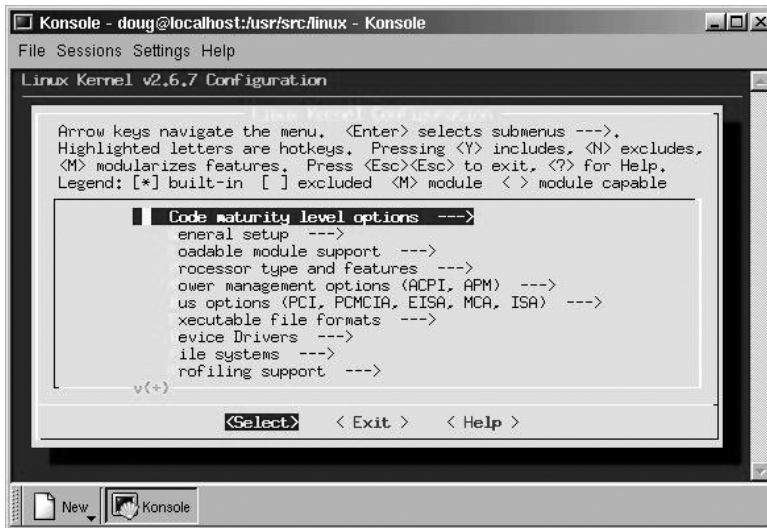 Konsole - doug@localhost:/usr/src/linux - Konsole
File Sessions Settings Help
Linux Kernel v2.6.7 Configuration
Linux Kernel Configuration
Arrow keys navigate the menu. <Enter> selects submenus --->.
Highlighted letters are hotkeys. Pressing <Y> includes, <N> excludes,
<M> modularizes features. Press <Esc><Esc> to exit, <?> for Help.
Legend: [*] built-in [ ] excluded <M> module < > module capable
Code maturity level options --->
eneral setup --->
oadable module support --->
rocessor type and features --->
ower management options (ACPI, APM) --->
us options (PCI, PCMCIA, EISA, MCA, ISA) --->
xecutable file formats --->
evice Drivers --->
ile systems --->
rofiling support --->
v(+)
<Select> < Exit > < Help >
New Konsole